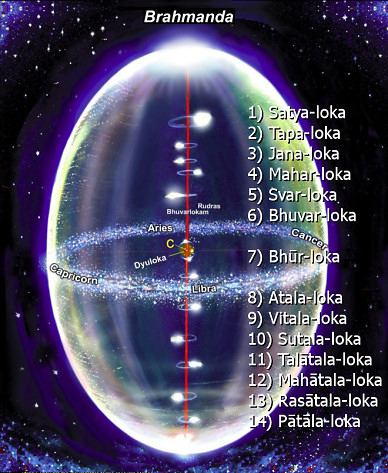 Brahmanda
1) Satya-loka
2) Tapa-loka
3) Jana-loka
4) Mahar-loka
5) Svar-loka
6) Bhuvar-loka
7) Bhūr-loka
8) Atala-loka
9) Vitala-loka
10) Sutala-loka
11) Talātala-loka
12) Mahātala-loka
13) Rasātala-loka
14) Pātāla-loka
Rudras
Bhuvarlokam
Aries
Cancer
C
Dyuloka
Capricorn
Libra